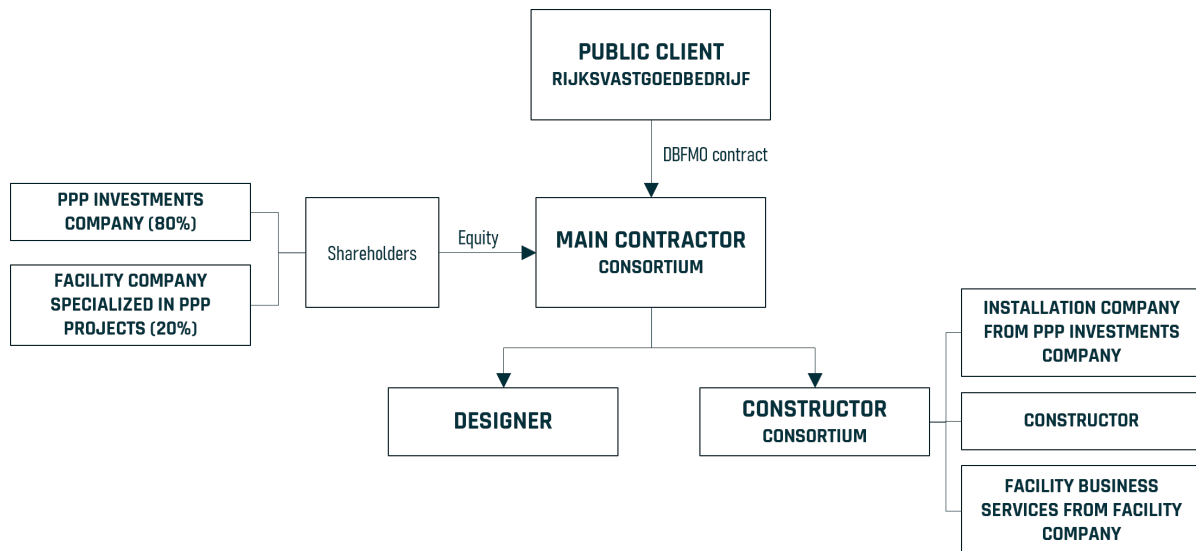 PUBLIC CLIENT
RIJKSVASTGOEDBEDRIJF
DBFMO contract
PPP INVESTMENTS
COMPANY (80%)
FACILITY COMPANY
SPECIALIZED IN PPP
PROJECTS (20%)
Shareholders
Equity
MAIN CONTRACTOR
CONSORTIUM
DESIGNER
CONSTRUCTOR
CONSORTIUM
INSTALLATION COMPANY
FROM PPP INVESTMENTS
COMPANY
CONSTRUCTOR
FACILITY BUSINESS
SERVICES FROM FACILITY
COMPANY